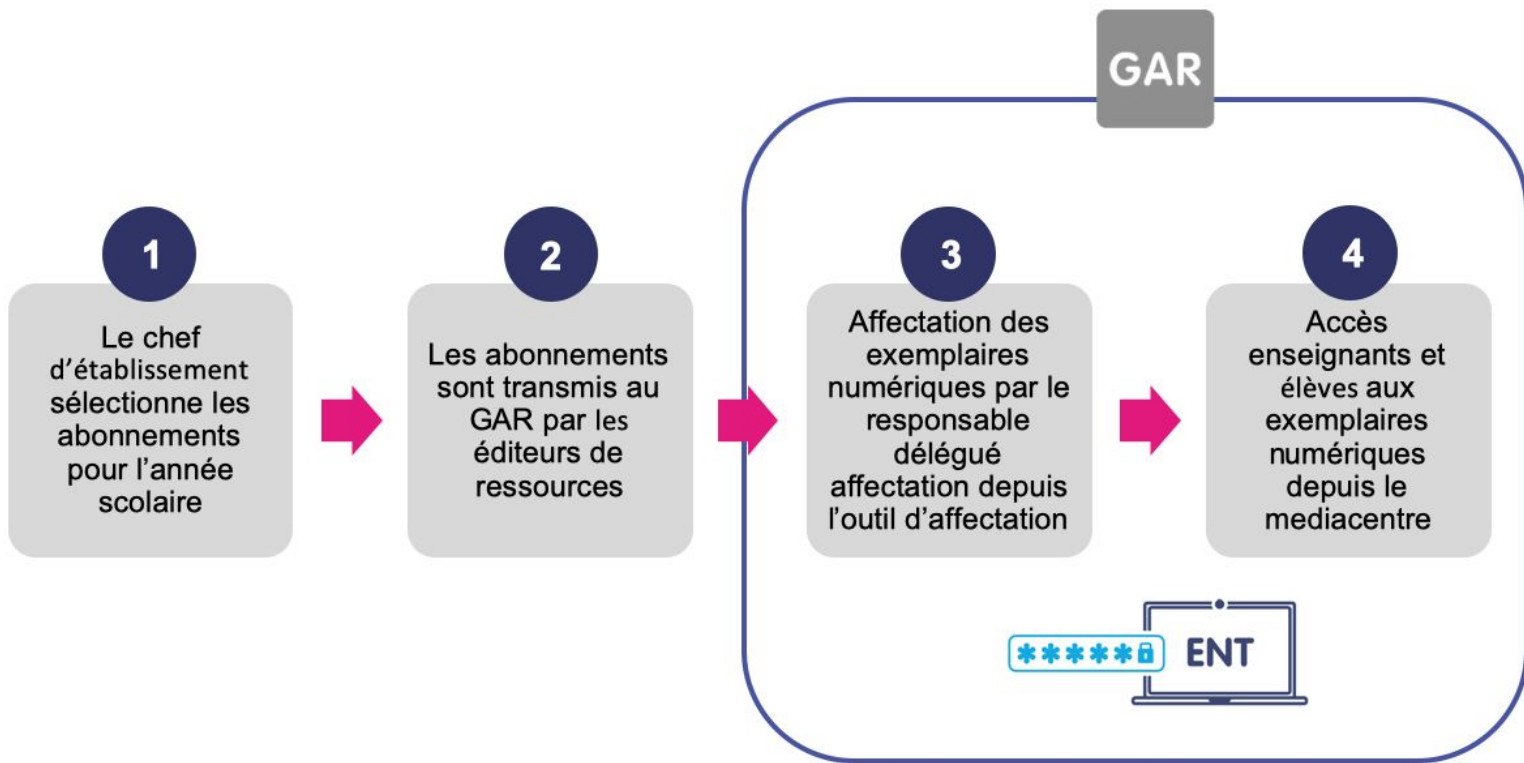 GAR
1
Le chef
d'établissement
sélectionne les
abonnements
pour l'année
scolaire
2
Les abonnements
sont transmis au
GAR par les
éditeurs de
ressources
3
Affectation des
exemplaires
numériques par le
responsable
délégué
affectation depuis
l'outil d'affectation
4
Accès
enseignants et
élèves aux
exemplaires
numériques
depuis le
mediacentre
*****
ENT